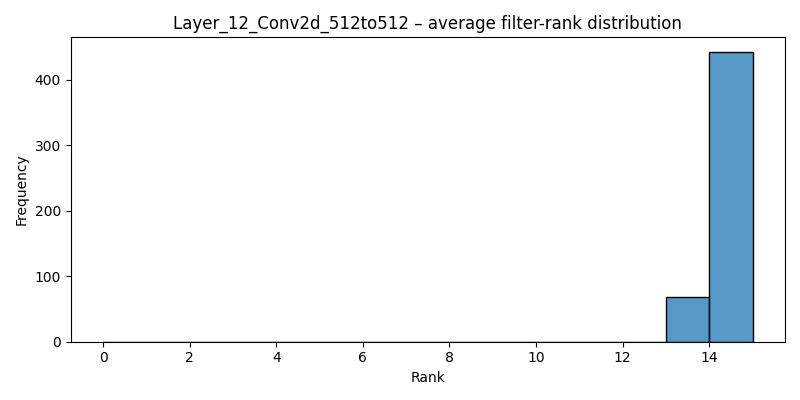 Layer_12_Conv2d_512to512 – average filter-rank distribution
Frequency
400
300
200
100
0
0 2 4 6 8 10 12 14
Rank